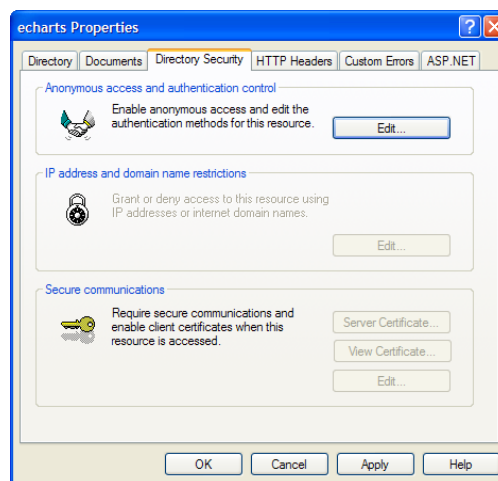 echarts Properties
?
Directory Documents Directory Security HTTP Headers Custom Errors ASP.NET
Anonymous access and authentication control
Enable anonymous access and edit the
authentication methods for this resource.
Edit...
IP address and domain name restrictions
Grant or deny access to this resource using
IP addresses or internet domain names.
Edit...
Secure communications
Require secure communications and
enable client certificates when this
resource is accessed.
Server Certificate...
View Certificate...
Edit...
OK Cancel Apply Help